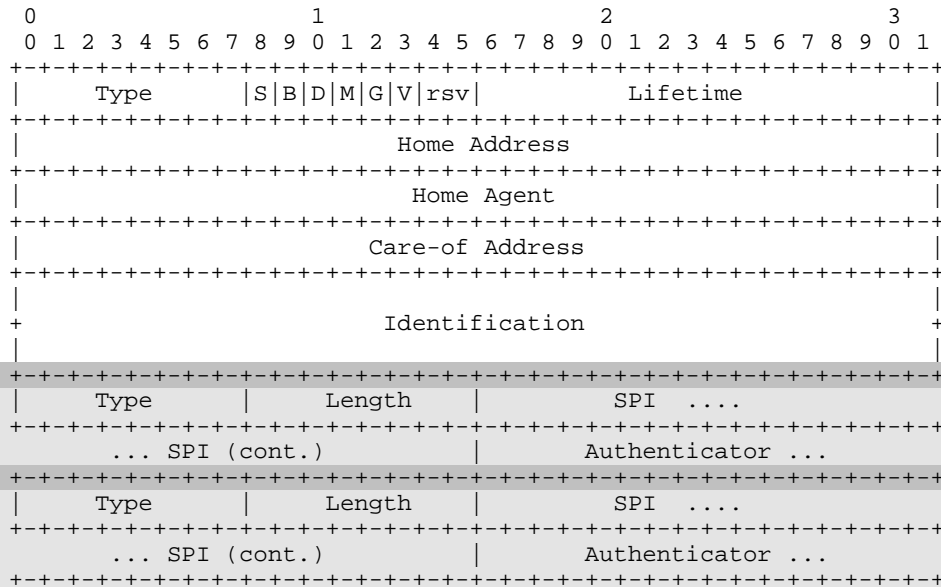 0                   1                   2                   3
 0 1 2 3 4 5 6 7 8 9 0 1 2 3 4 5 6 7 8 9 0 1 2 3 4 5 6 7 8 9 0 1
+-+-+-+-+-+-+-+-+-+-+-+-+-+-+-+-+-+-+-+-+-+-+-+-+-+-+-+-+-+-+-+-+
|     Type      |S|B|D|M|G|V|rsv|          Lifetime             |
+-+-+-+-+-+-+-+-+-+-+-+-+-+-+-+-+-+-+-+-+-+-+-+-+-+-+-+-+-+-+-+-+
|                          Home Address                         |
+-+-+-+-+-+-+-+-+-+-+-+-+-+-+-+-+-+-+-+-+-+-+-+-+-+-+-+-+-+-+-+-+
|                           Home Agent                          |
+-+-+-+-+-+-+-+-+-+-+-+-+-+-+-+-+-+-+-+-+-+-+-+-+-+-+-+-+-+-+-+-+
|                        Care-of Address                        |
+-+-+-+-+-+-+-+-+-+-+-+-+-+-+-+-+-+-+-+-+-+-+-+-+-+-+-+-+-+-+-+-+
|                                                               |
+                         Identification                        +
|                                                               |
+-+-+-+-+-+-+-+-+-+-+-+-+-+-+-+-+-+-+-+-+-+-+-+-+-+-+-+-+-+-+-+-+
|     Type      |     Length    |         SPI  ....
+-+-+-+-+-+-+-+-+-+-+-+-+-+-+-+-+-+-+-+-+-+-+-+-+-+-+-+-+-+-+-+-+
       ... SPI (cont.)          |       Authenticator ...
+-+-+-+-+-+-+-+-+-+-+-+-+-+-+-+-+-+-+-+-+-+-+-+-+-+-+-+-+-+-+-+-+
|     Type      |     Length    |         SPI  ....
+-+-+-+-+-+-+-+-+-+-+-+-+-+-+-+-+-+-+-+-+-+-+-+-+-+-+-+-+-+-+-+-+
       ... SPI (cont.)          |       Authenticator ...
+-+-+-+-+-+-+-+-+-+-+-+-+-+-+-+-+-+-+-+-+-+-+-+-+-+-+-+-+-+-+-+-+